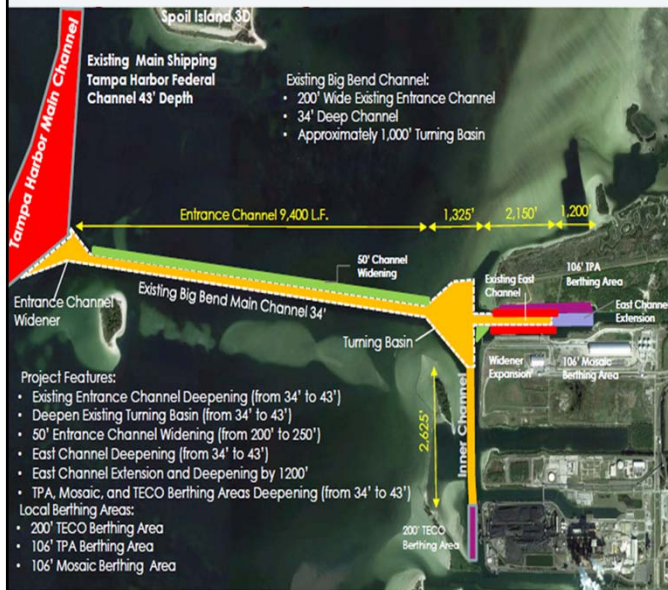 Spoil Island 3D
Existing Main Shipping
Tampa Harbor Federal
Channel 43' Depth
Existing Big Bend Channel:
• 200' Wide Existing Entrance Channel
• 34' Deep Channel
• Approximately 1,000' Turning Basin
Tampa Harbor Main Channel
Entrance Channel 9,400 L.F.
1,325'
2,150'
1,200'
50' Channel
Widening
Existing East
Channel
106' TPA
Berthing Area
Entrance Channel
Widener
Existing Big Bend Main Channel 34'
East Channel
Extension
Turning Basin
Widener
Expansion
106' Mosaic
Berthing Area
Project Features:
• Existing Entrance Channel Deepening (from 34' to 43')
• Deepen Existing Turning Basin (from 34' to 43')
• 50' Entrance Channel Widening (from 200' to 250')
• East Channel Deepening (from 34' to 43')
• East Channel Extension and Deepening by 1200'
• TPA, Mosaic, and TECO Berthing Areas Deepening (from 34' to 43')
Local Berthing Areas:
• 200' TECO Berthing Area
• 106' TPA Berthing Area
• 106' Mosaic Berthing Area
2,625'
Inner Channel
200' TECO
Berthing Area